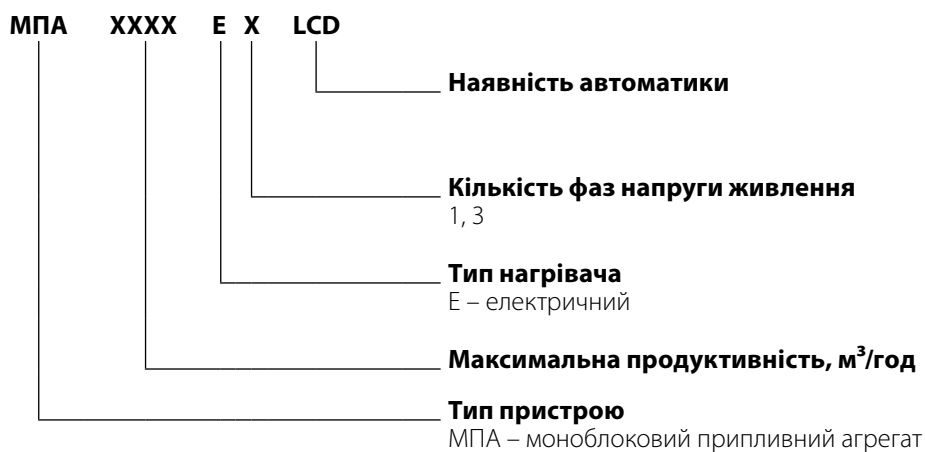 МПА XXXX E X LCD
Наявність автоматики
Кількість фаз напруги живлення
1, 3
Тип нагрівача
Е – електричний
Максимальна продуктивність, м³/год
Тип пристрою
МПА – моноблоковий припливний агрегат